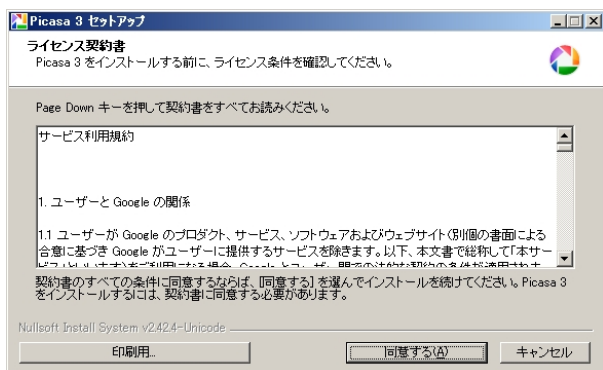 Picasa 3 セットアップ
ライセンス契約書
Picasa 3 をインストールする前に、ライセンス条件を確認してください。
Page Down キーを押して契約書をすべてお読みください。
サービス利用規約
1. ユーザーと Google の関係
1.1 ユーザーが Google のプロダクト、サービス、ソフトウェアおよびウェブサイト（別個の書面による
合意に基づき Google がユーザーに提供するサービスを除きます。以下、本文書で総称して「本サー
契約書のすべての条件に同意するならば、[同意する] を選んでインストールを続けてください。 Picasa 3
をインストールするには、契約書に同意する必要があります。
Nullsoft Install System v2.42.4-Unicode
印刷用...
同意する(A)
キャンセル